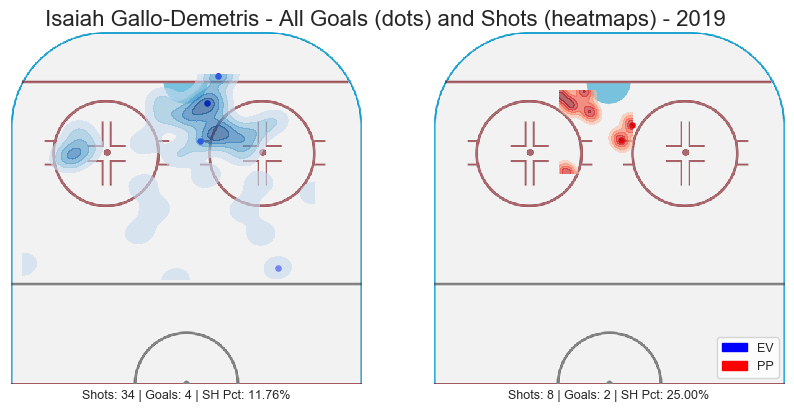 Isaiah Gallo-Demetris - All Goals (dots) and Shots (heatmaps) - 2019
EV
PP
Shots: 34 | Goals: 4 | SH Pct: 11.76%
Shots: 8 | Goals: 2 | SH Pct: 25.00%